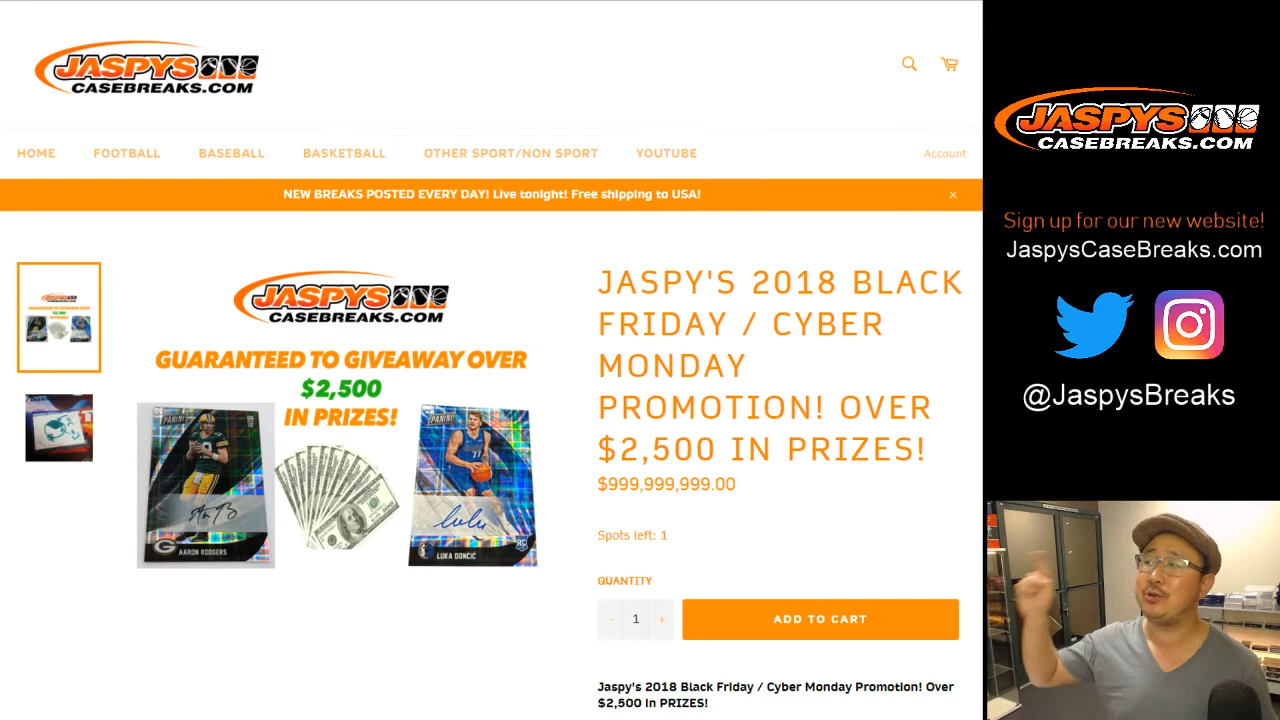 JASPYS
CASEBREAKS.COM
HOME FOOTBALL BASEBALL BASKETBALL OTHER SPORT/NON SPORT YOUTUBE Account
NEW BREAKS POSTED EVERY DAY! Live tonight! Free shipping to USA! ×
JASPYS
CASEBREAKS.COM
GUARANTEED TO GIVEAWAY OVER
$2,500
IN PRIZES!
PANINI
AARON RODGERS
PANINI
77
RC
LUKA DONCIC
JASPY'S 2018 BLACK
FRIDAY / CYBER
MONDAY
PROMOTION! OVER
$2,500 IN PRIZES!
$999,999,999.00
Spots left: 1
QUANTITY
- 1 +
ADD TO CART
Jaspy's 2018 Black Friday / Cyber Monday Promotion! Over
$2,500 in PRIZES!
JASPYS
CASEBREAKS.COM
Sign up for our new website!
JaspysCaseBreaks.com
@JaspysBreaks